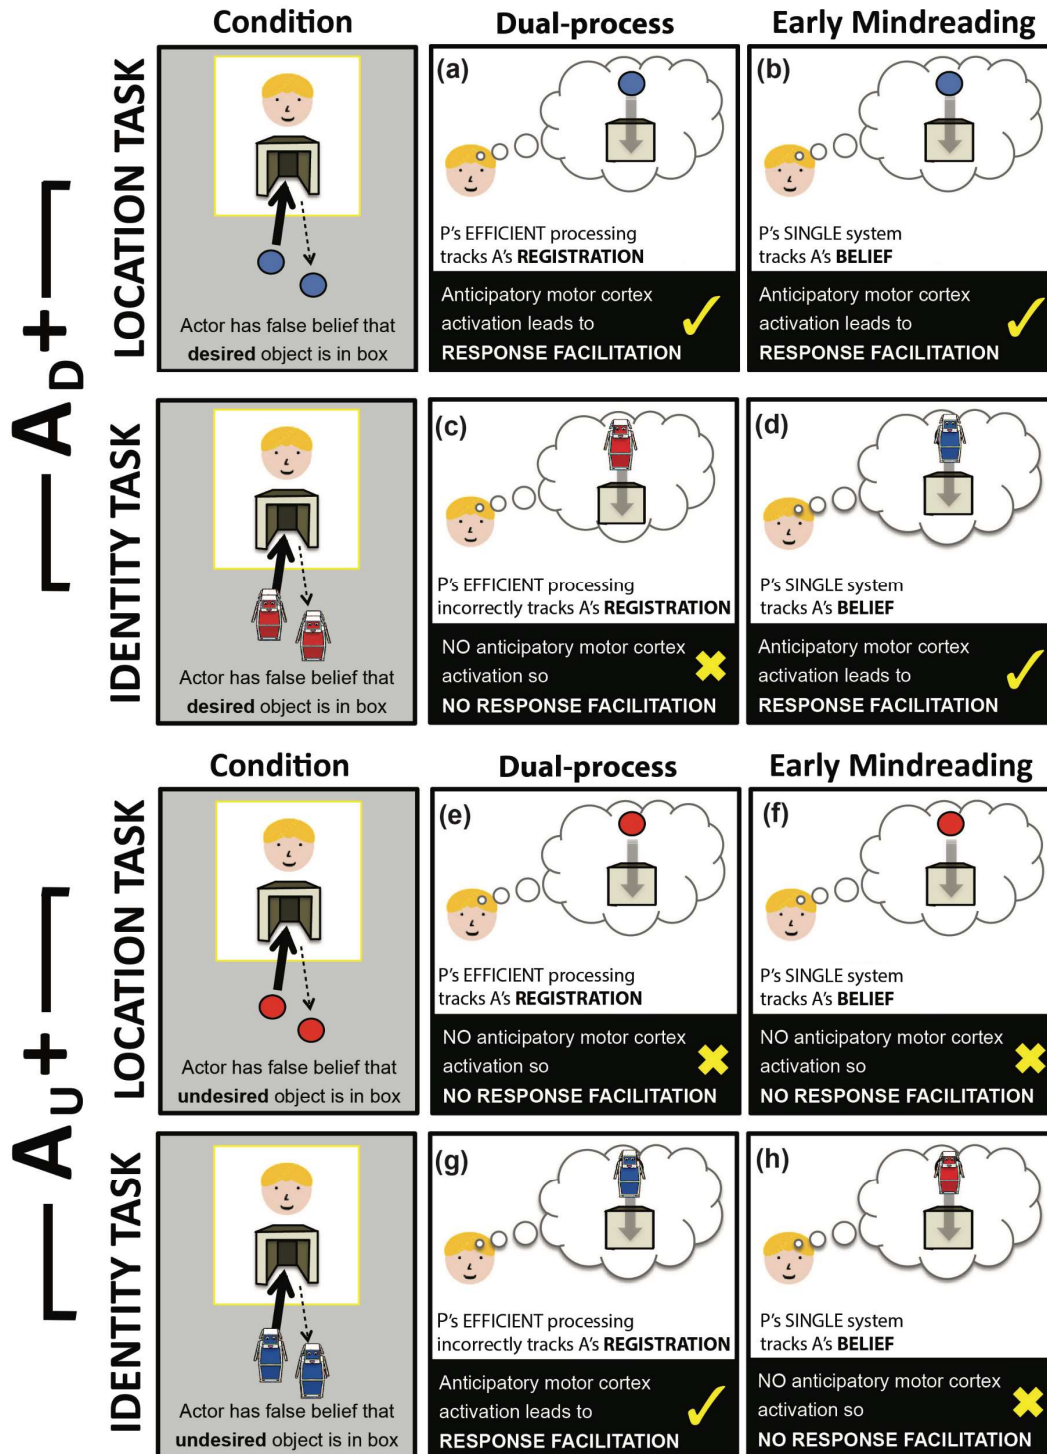 Condition
Dual-process
Early Mindreading
A D +
LOCATION TASK
Actor has false belief that
desired object is in box
(a)
P's EFFICIENT processing
tracks A's REGISTRATION
Anticipatory motor cortex
activation leads to
RESPONSE FACILITATION
(b)
P's SINGLE system
tracks A's BELIEF
Anticipatory motor cortex
activation leads to
RESPONSE FACILITATION
IDENTITY TASK
Actor has false belief that
desired object is in box
(c)
P's EFFICIENT processing
incorrectly tracks A's REGISTRATION
NO anticipatory motor cortex
activation so
NO RESPONSE FACILITATION
(d)
P's SINGLE system
tracks A's BELIEF
Anticipatory motor cortex
activation leads to
RESPONSE FACILITATION
Condition
Dual-process
Early Mindreading
A U +
LOCATION TASK
Actor has false belief that
undesired object is in box
(e)
P's EFFICIENT processing
tracks A's REGISTRATION
NO anticipatory motor cortex
activation so
NO RESPONSE FACILITATION
(f)
P's SINGLE system
tracks A's BELIEF
NO anticipatory motor cortex
activation so
NO RESPONSE FACILITATION
IDENTITY TASK
Actor has false belief that
undesired object is in box
(g)
P's EFFICIENT processing
incorrectly tracks A's REGISTRATION
Anticipatory motor cortex
activation leads to
RESPONSE FACILITATION
(h)
P's SINGLE system
tracks A's BELIEF
NO anticipatory motor cortex
activation so
NO RESPONSE FACILITATION